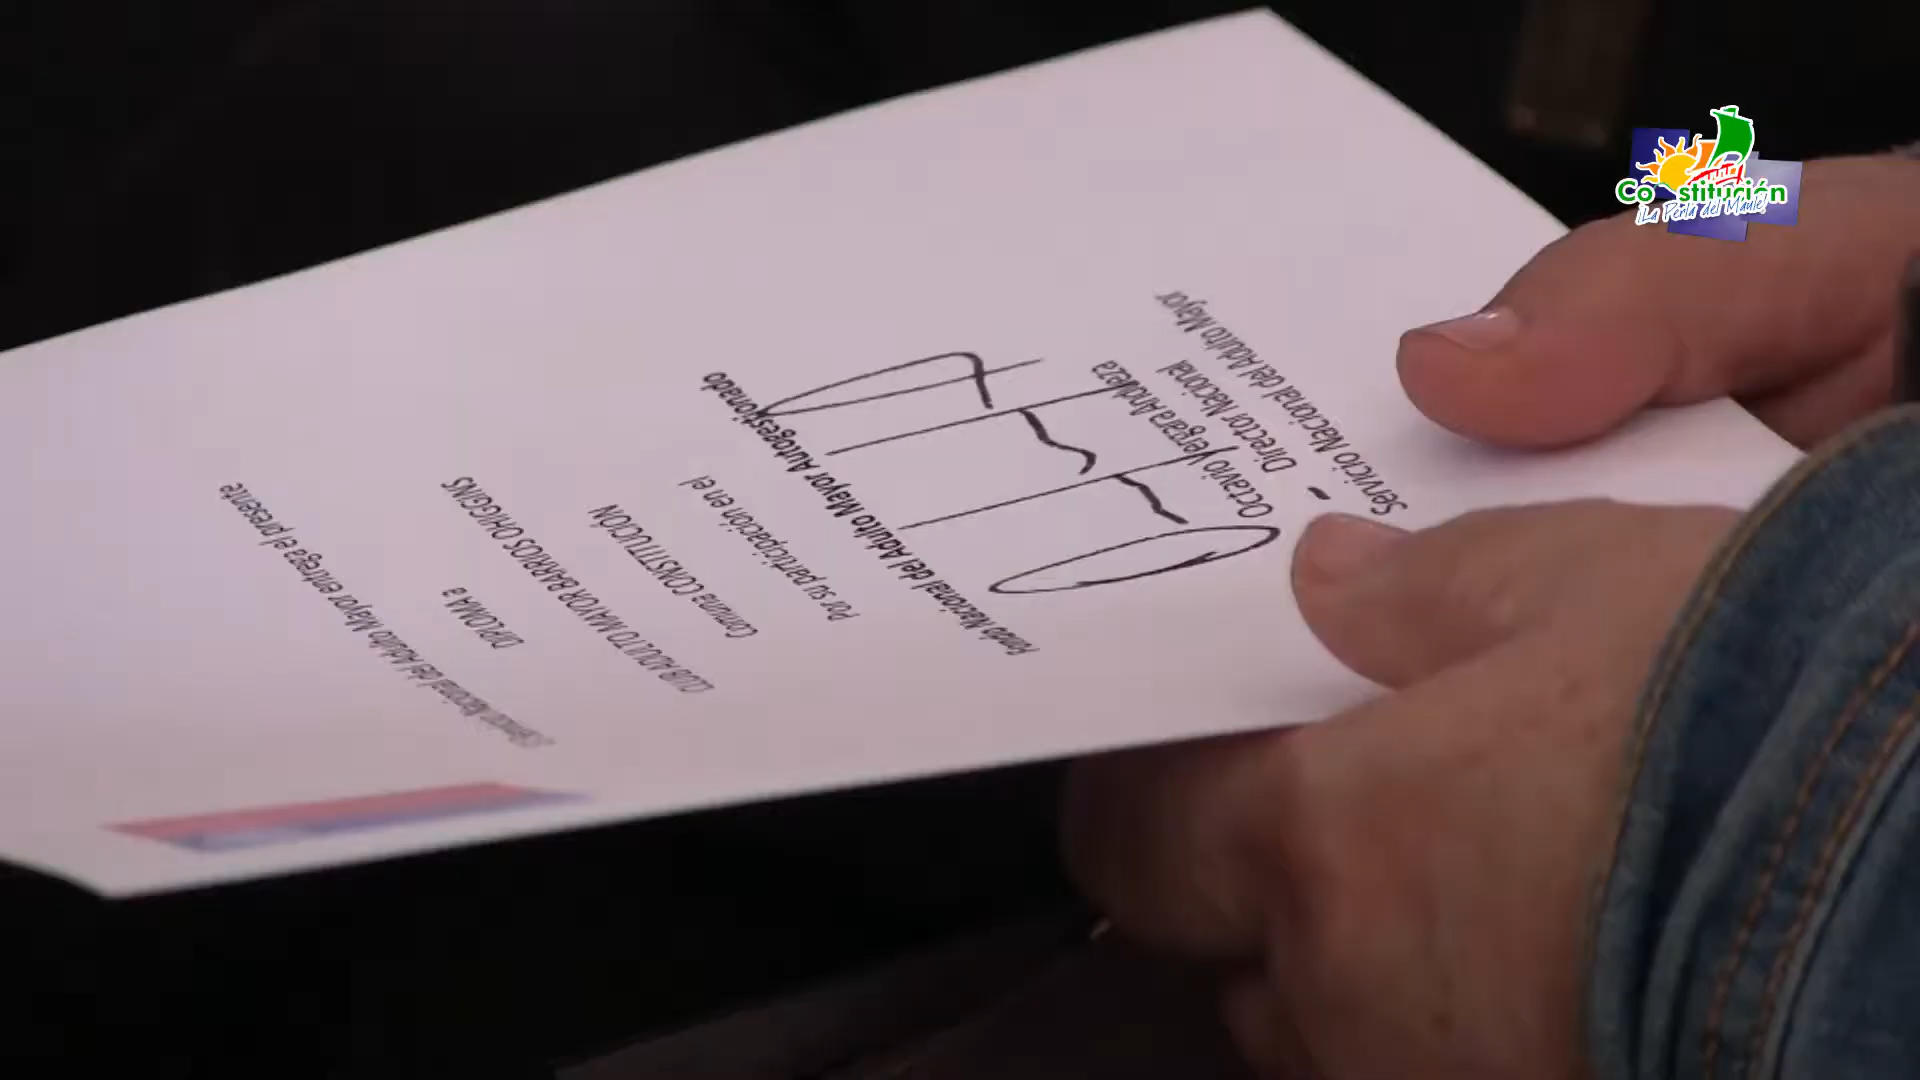 El Servicio Nacional del Adulto Mayor entrega el presente
DIPLOMA a
CLUB ADULTO MAYOR BARRIOS OHIGGINS
Comuna CONSTITUCIÓN
Por su participación en el
Fondo Nacional del Adulto Mayor Autogestionado
Octavio Vergara Andueza
Director Nacional
Servicio Nacional del Adulto Mayor
Constitución
¡La Perla del Maule!